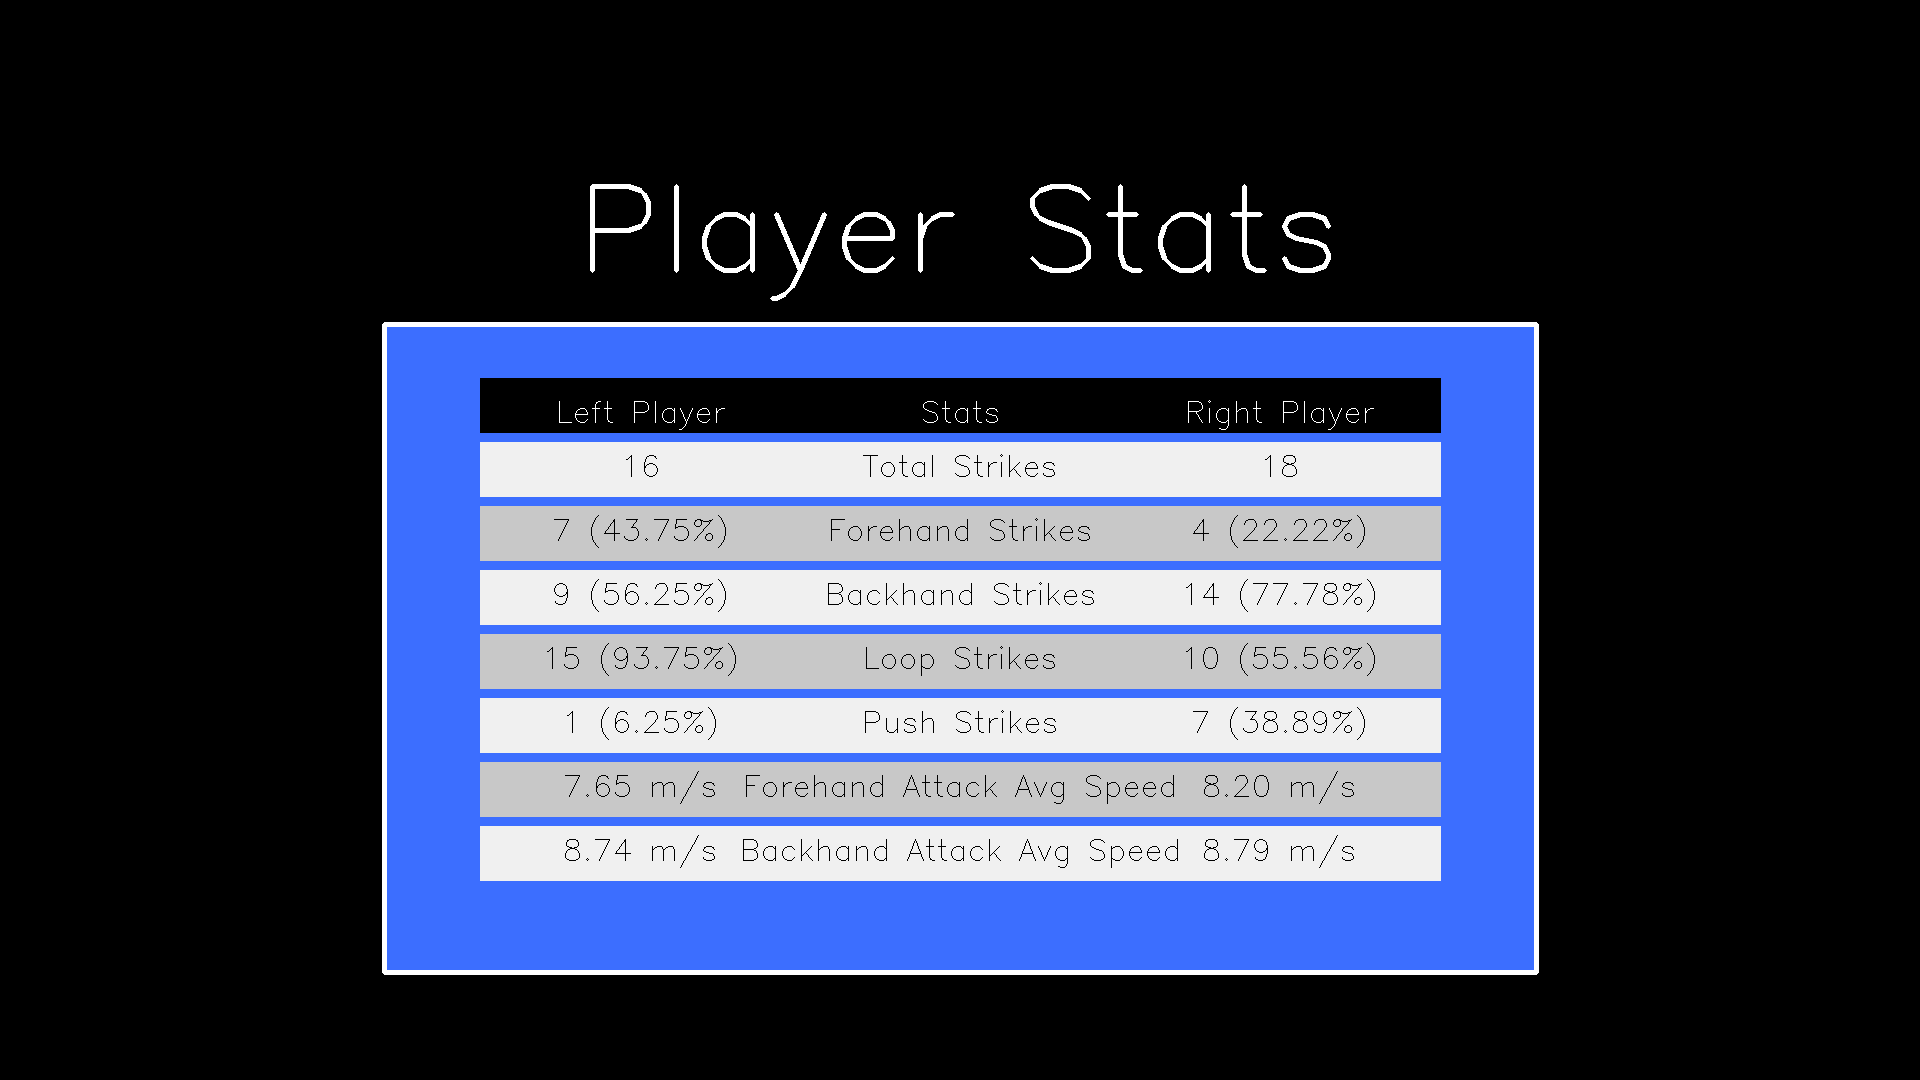 Player Stats
Left Player Stats Right Player
16 Total Strikes 18
7 (43.75%) Forehand Strikes 4 (22.22%)
9 (56.25%) Backhand Strikes 14 (77.78%)
15 (93.75%) Loop Strikes 10 (55.56%)
1 (6.25%) Push Strikes 7 (38.89%)
7.65 m/s Forehand Attack Avg Speed 8.20 m/s
8.74 m/s Backhand Attack Avg Speed 8.79 m/s